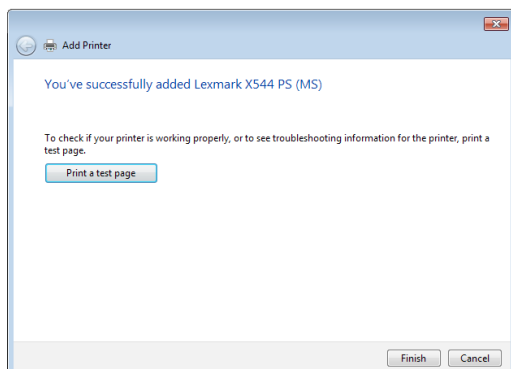 Add Printer
You've successfully added Lexmark X544 PS (MS)
To check if your printer is working properly, or to see troubleshooting information for the printer, print a
test page.
Print a test page
Finish Cancel